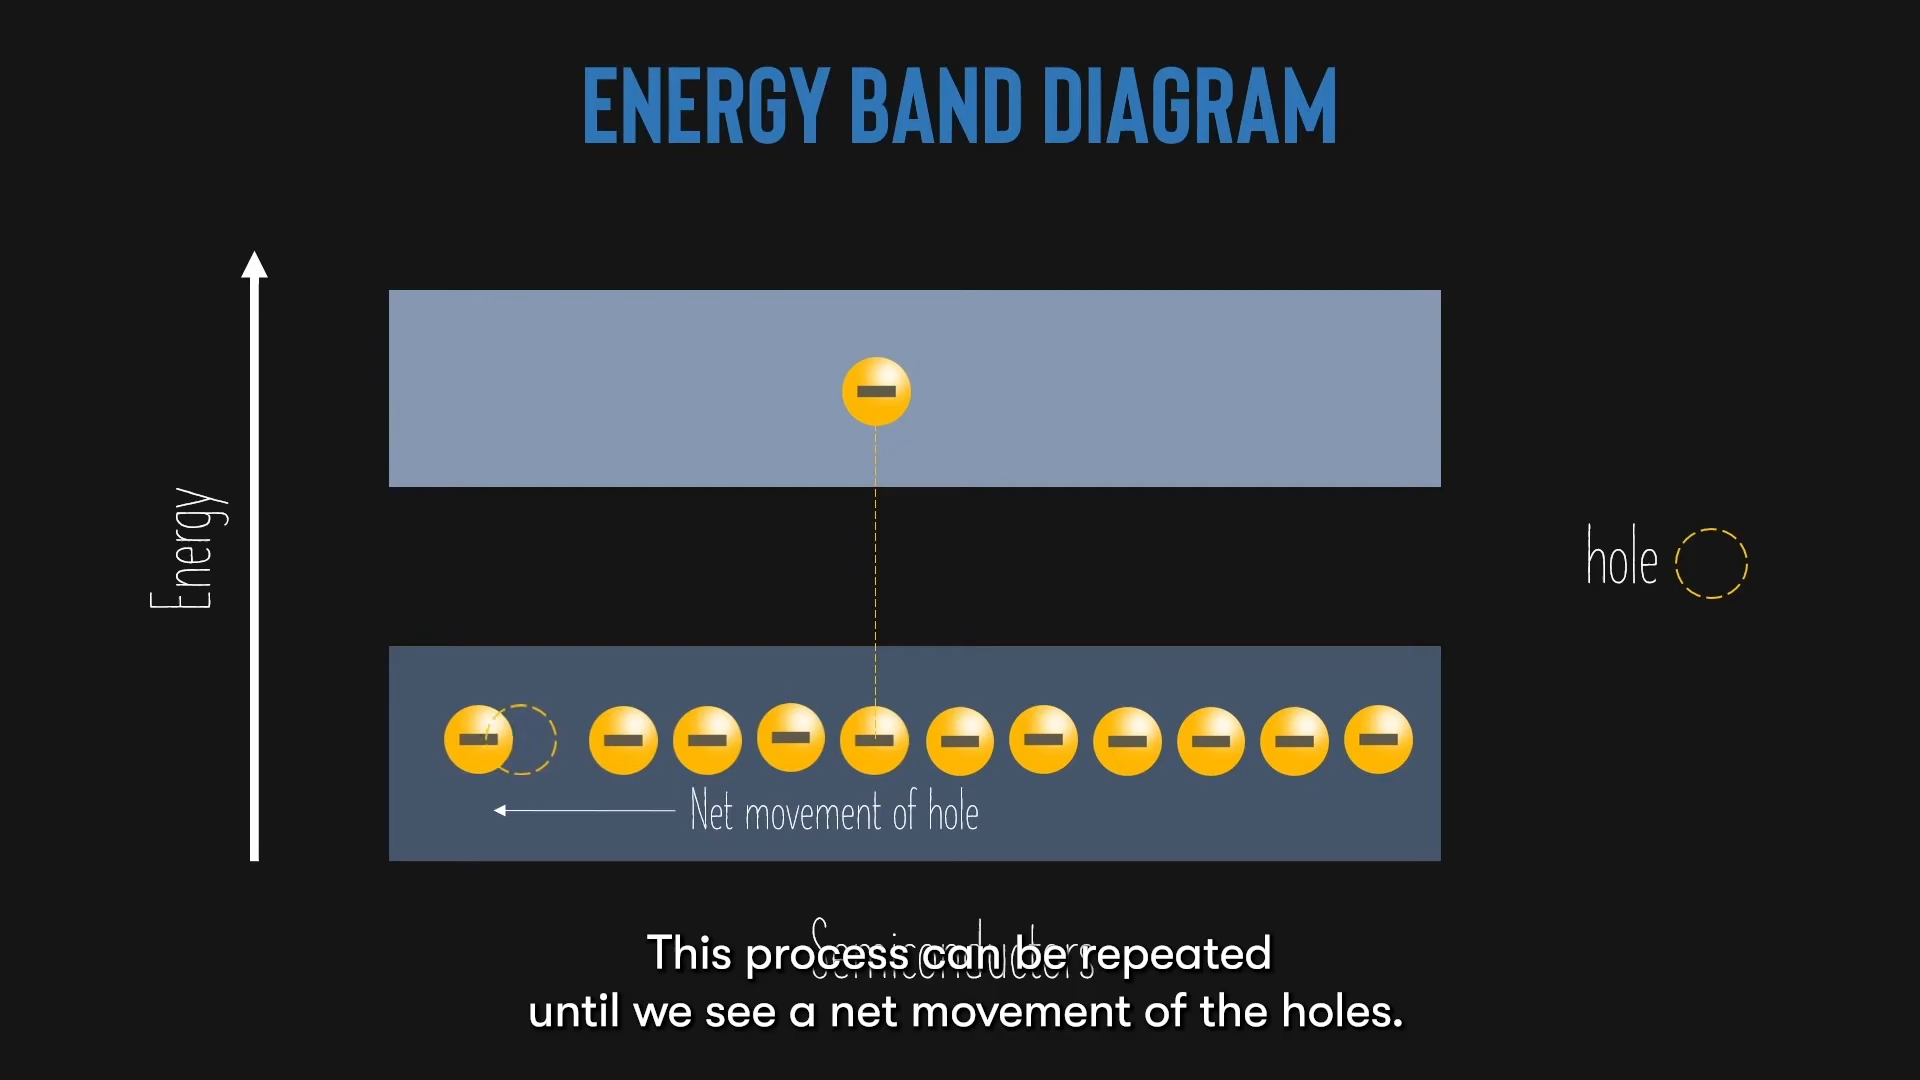 ENERGY BAND DIAGRAM
Energy
hole
Net movement of hole
Semiconductors
This process can be repeated
until we see a net movement of the holes.